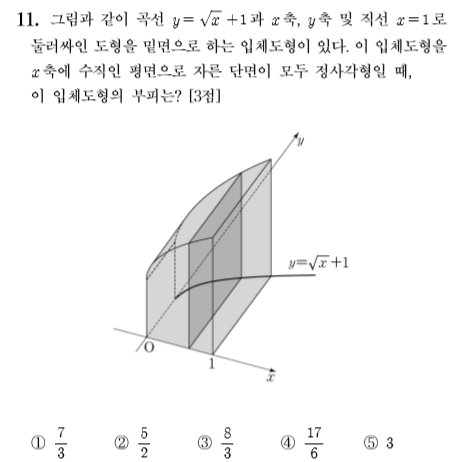 11. 그림과 같이 곡선 y = √x + 1과 x축, y축 및 직선 x = 1로
둘러싸인 도형을 밑면으로 하는 입체도형이 있다. 이 입체도형을
x축에 수직인 평면으로 자른 단면이 모두 정사각형일 때,
이 입체도형의 부피는? [3점]
y
y=√x+1
O
1
x
① 7/3 ② 5/2 ③ 8/3 ④ 17/6 ⑤ 3